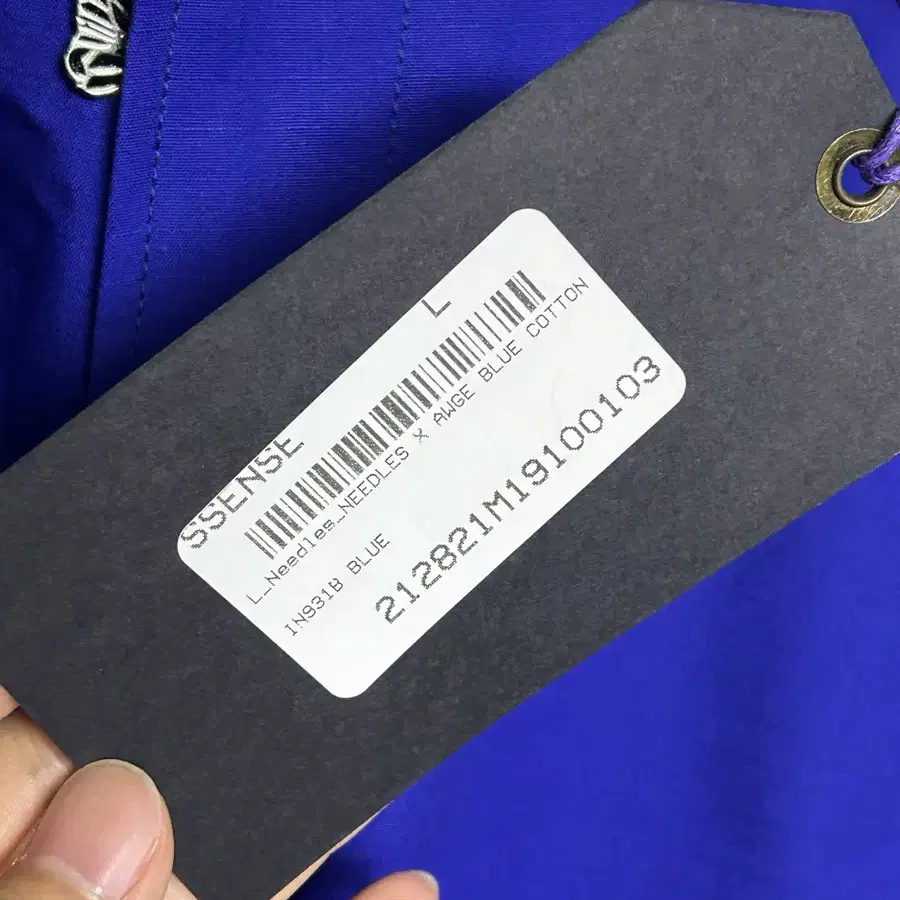 L
SSENSE
L_Needles_NEEDLES X AWGE BLUE COTTON
IN931B BLUE
212821M19100103